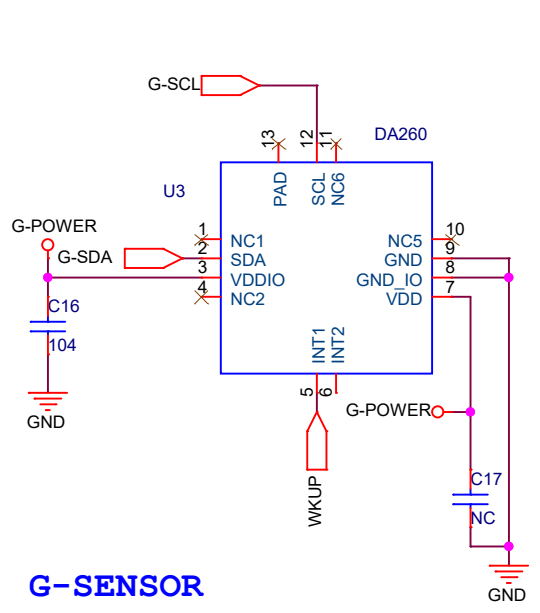 G-SCL
DA260
13
12
11
PAD
SCL
NC6
U3
G-POWER
1
NC1
NC5
10
G-SDA
2
SDA
GND
9
3
VDDIO
GND_IO
8
4
NC2
VDD
7
C16
104
INT1
INT2
5
6
GND
G-POWER
WKUP
C17
NC
G-SENSOR
GND